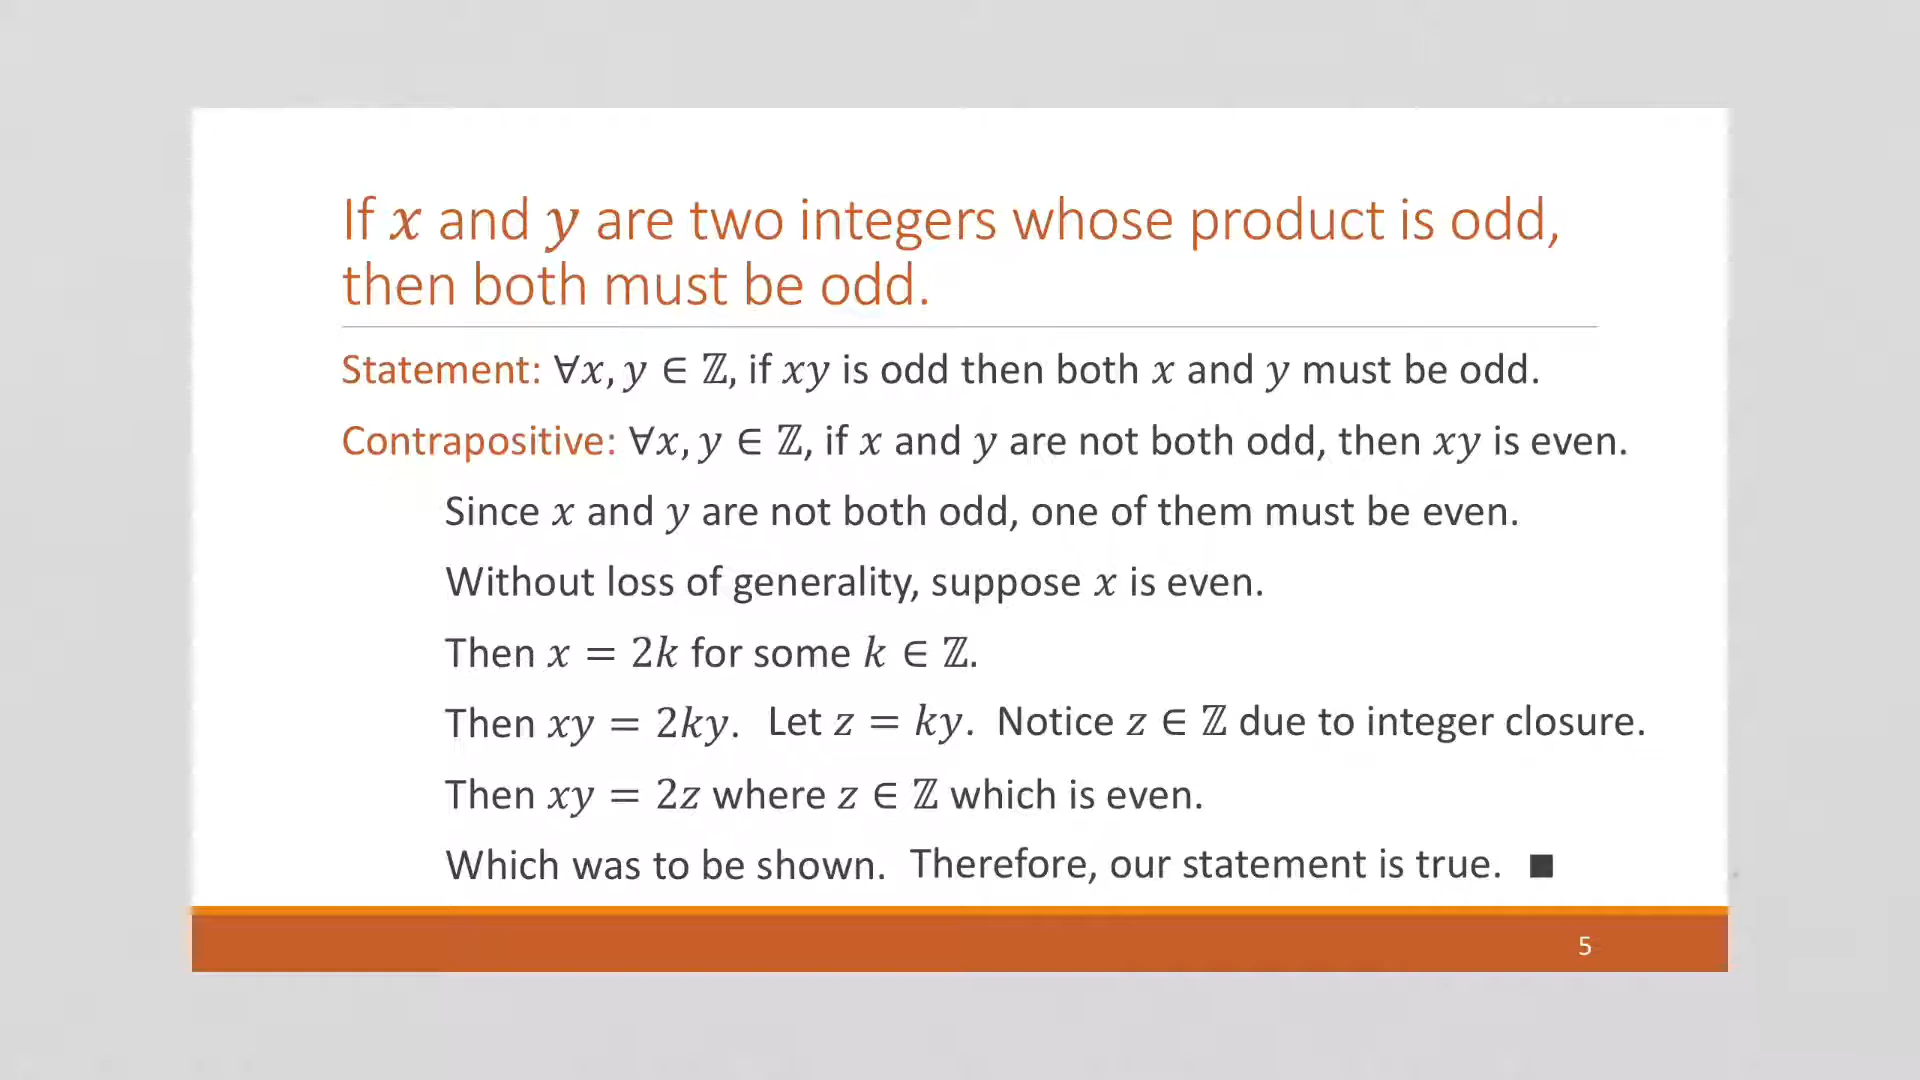 If x and y are two integers whose product is odd,
then both must be odd.
Statement: ∀x, y ∈ ℤ, if xy is odd then both x and y must be odd.
Contrapositive: ∀x, y ∈ ℤ, if x and y are not both odd, then xy is even.
Since x and y are not both odd, one of them must be even.
Without loss of generality, suppose x is even.
Then x = 2k for some k ∈ ℤ.
Then xy = 2ky. Let z = ky. Notice z ∈ ℤ due to integer closure.
Then xy = 2z where z ∈ ℤ which is even.
Which was to be shown. Therefore, our statement is true. ■
5